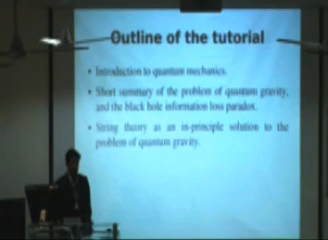 Outline of the tutorial
• Introduction to quantum mechanics.
• Short summary of the problem of quantum gravity,
and the black hole information loss paradox.
• String theory as an in-principle solution to the
problem of quantum gravity.